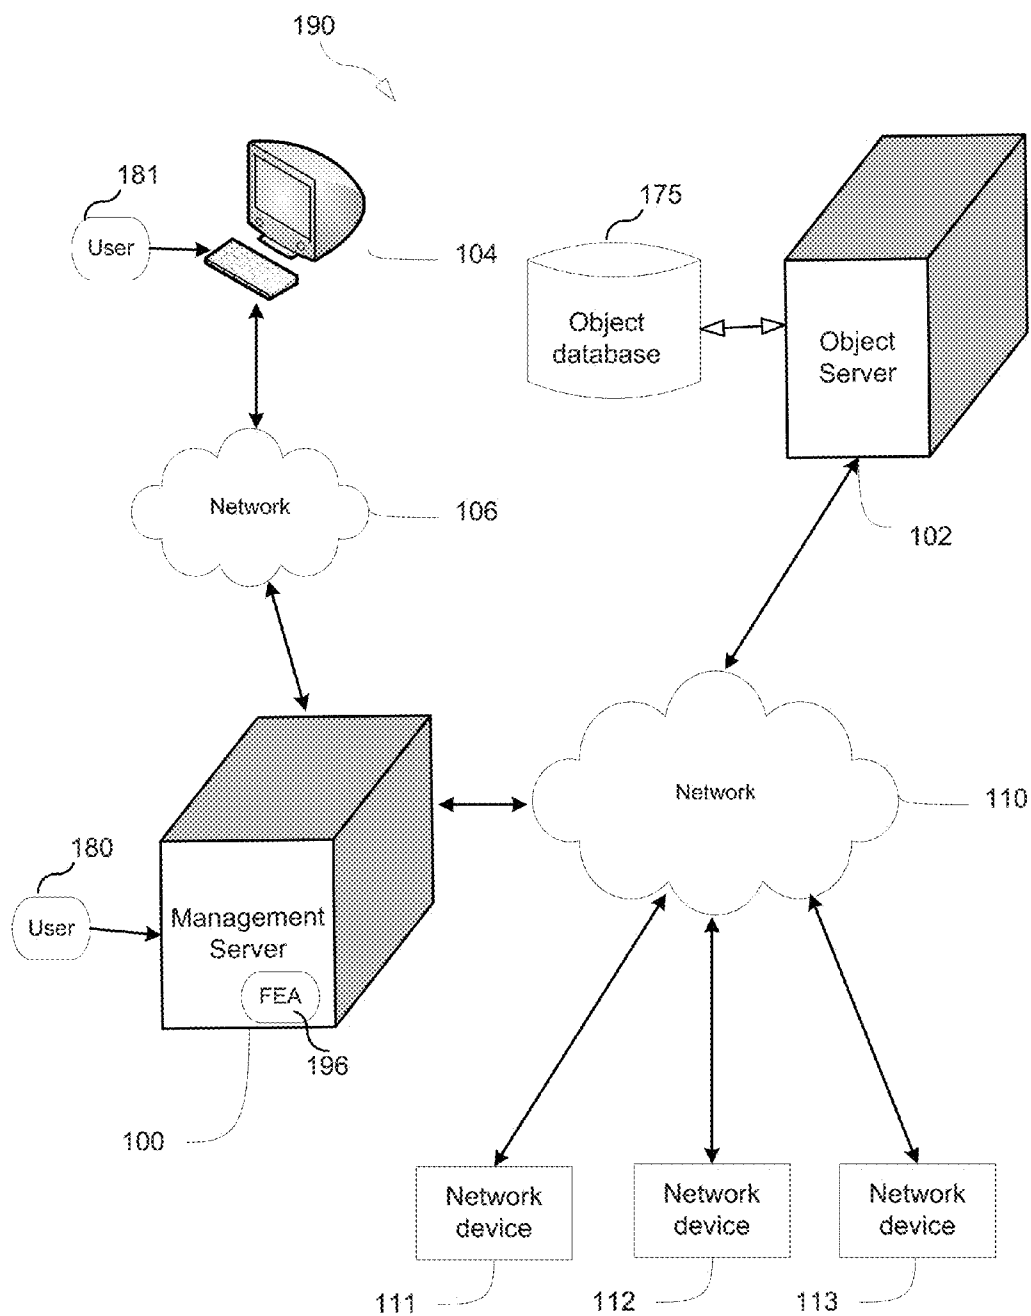 190
181
User
104
175
Object
database
Object
Server
102
Network
106
Network
110
180
User
Management
Server
FEA
196
100
Network
device
Network
device
Network
device
111
112
113